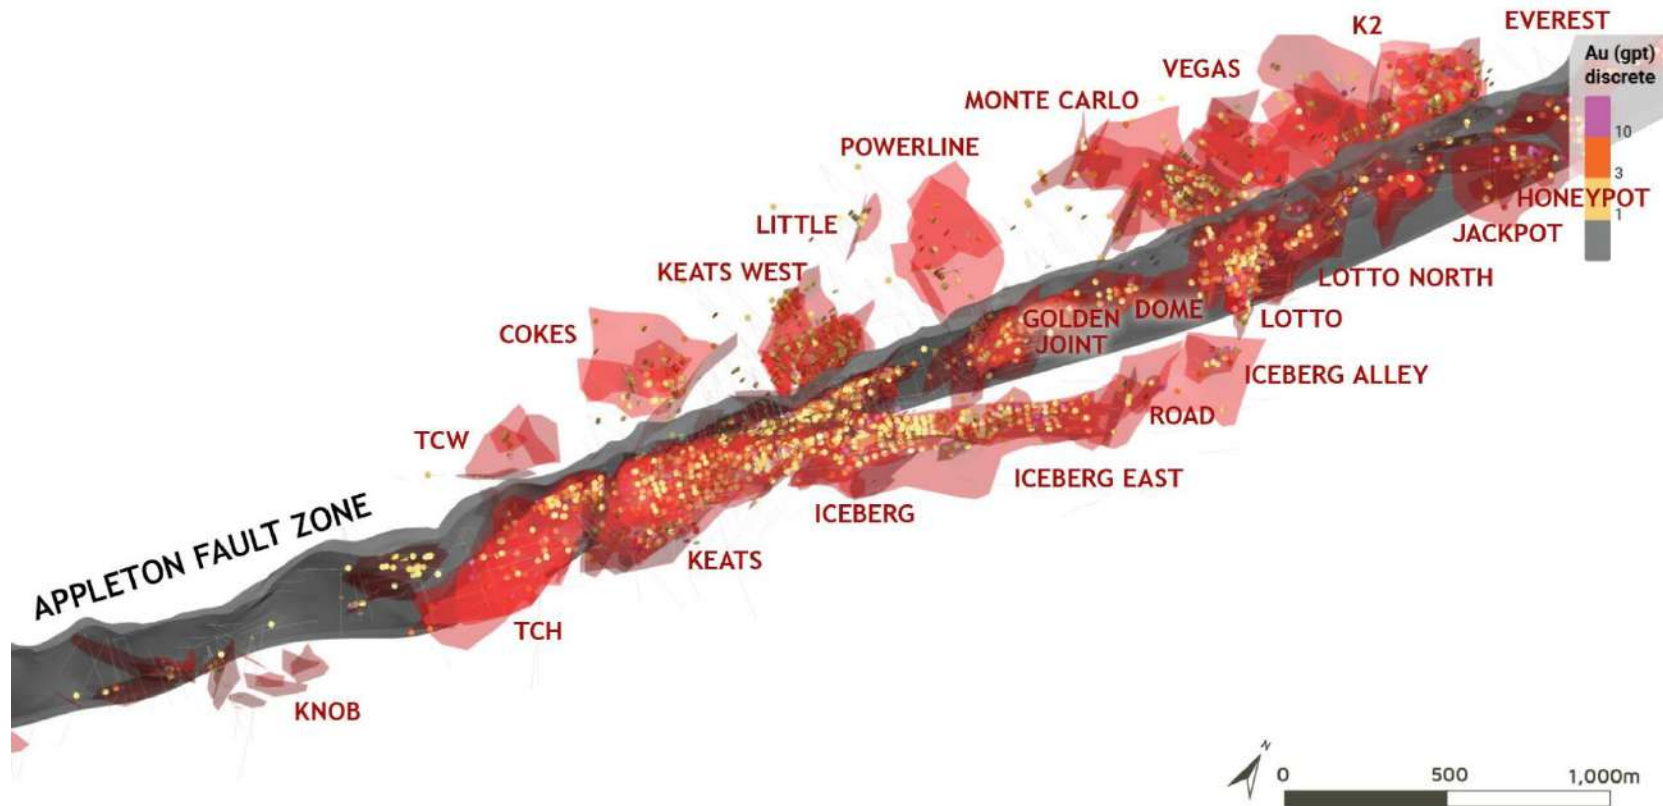 K2
EVEREST
Au (gpt)
discrete
10
3
1
VEGAS
MONTE CARLO
POWERLINE
LITTLE
KEATS WEST
COKES
TCW
HONEYPOT
JACKPOT
LOTTO NORTH
LOTTO
DOME
GOLDEN
JOINT
ICEBERG ALLEY
ROAD
ICEBERG EAST
ICEBERG
KEATS
TCH
KNOB
APPLETON FAULT ZONE
N
0
500
1,000m